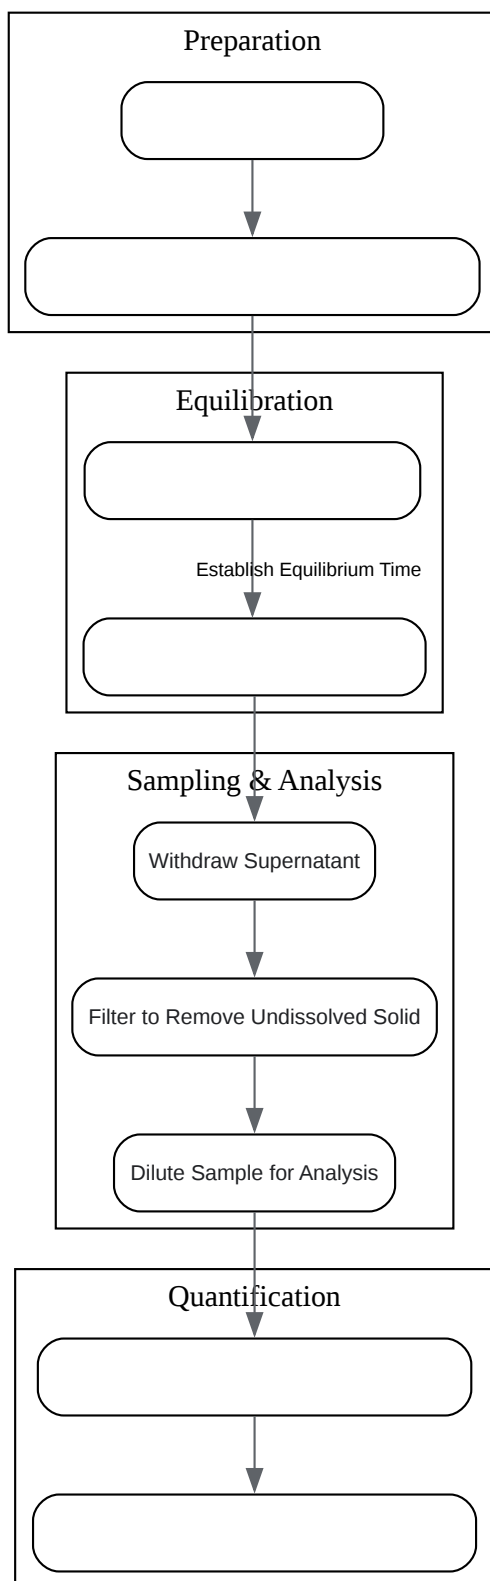 Preparation
Equilibration
Establish Equilibrium Time
Sampling & Analysis
Withdraw Supernatant
Filter to Remove Undissolved Solid
Dilute Sample for Analysis
Quantification